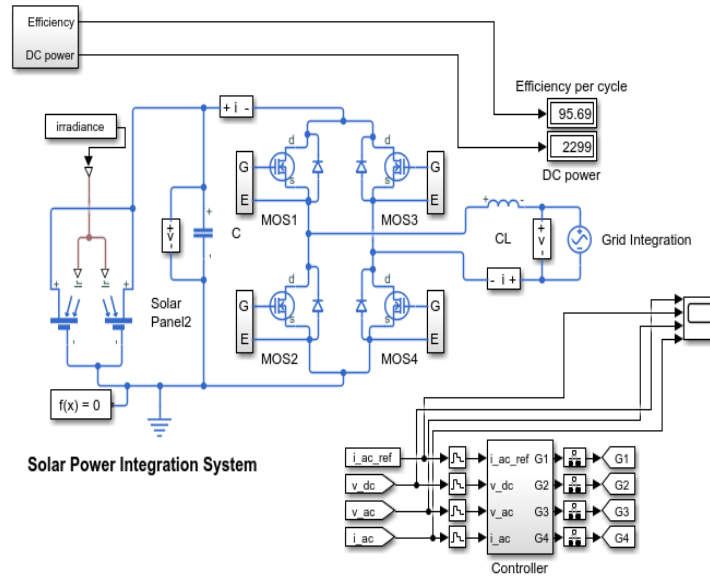 Efficiency
DC power
Efficiency per cycle
95.69
2299
DC power
irradiance
+ i -
d
d
G
G
s
s
E
E
MOS1
MOS3
+
+ v -
C
-
+
-
CL
+ v -
Grid Integration
- i +
Ir
Ir
+
+
Solar
Panel2
-
-
d
d
G
G
s
s
E
E
MOS2
MOS4
f(x) = 0
Solar Power Integration System
i_ac_ref
i_ac_ref
G1
G1
v_dc
v_dc
G2
G2
v_ac
v_ac
G3
G3
i_ac
i_ac
G4
G4
Controller